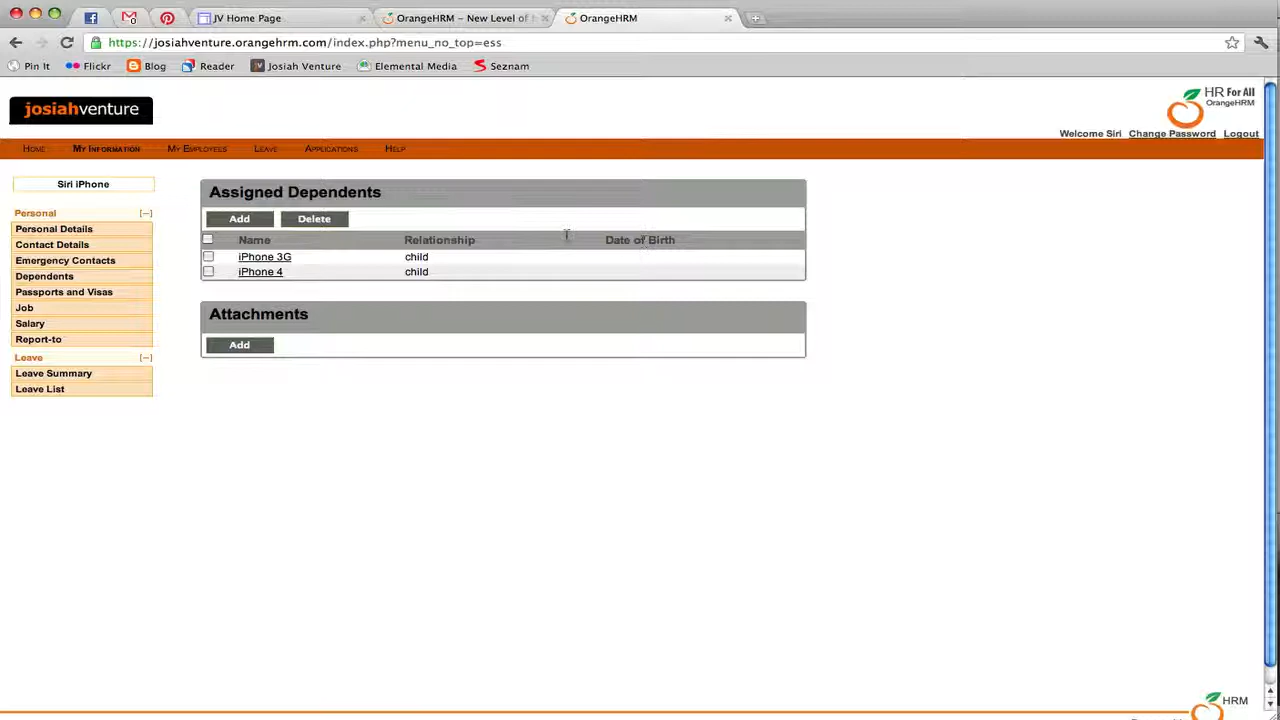 JV Home Page
OrangeHRM – New Level of
OrangeHRM
https://josiahventure.orangehrm.com/index.php?menu_no_top=ess
Pin It Flickr Blog Reader Josiah Venture Elemental Media Seznam
josiahventure
HR For All
OrangeHRM
Welcome Siri Change Password Logout
Home My Information My Employees Leave Applications Help
Siri iPhone
Personal [—]
Personal Details
Contact Details
Emergency Contacts
Dependents
Passports and Visas
Job
Salary
Report-to
Leave [—]
Leave Summary
Leave List
Assigned Dependents
Add Delete
Name Relationship Date of Birth
iPhone 3G child
iPhone 4 child
Attachments
Add
HRM